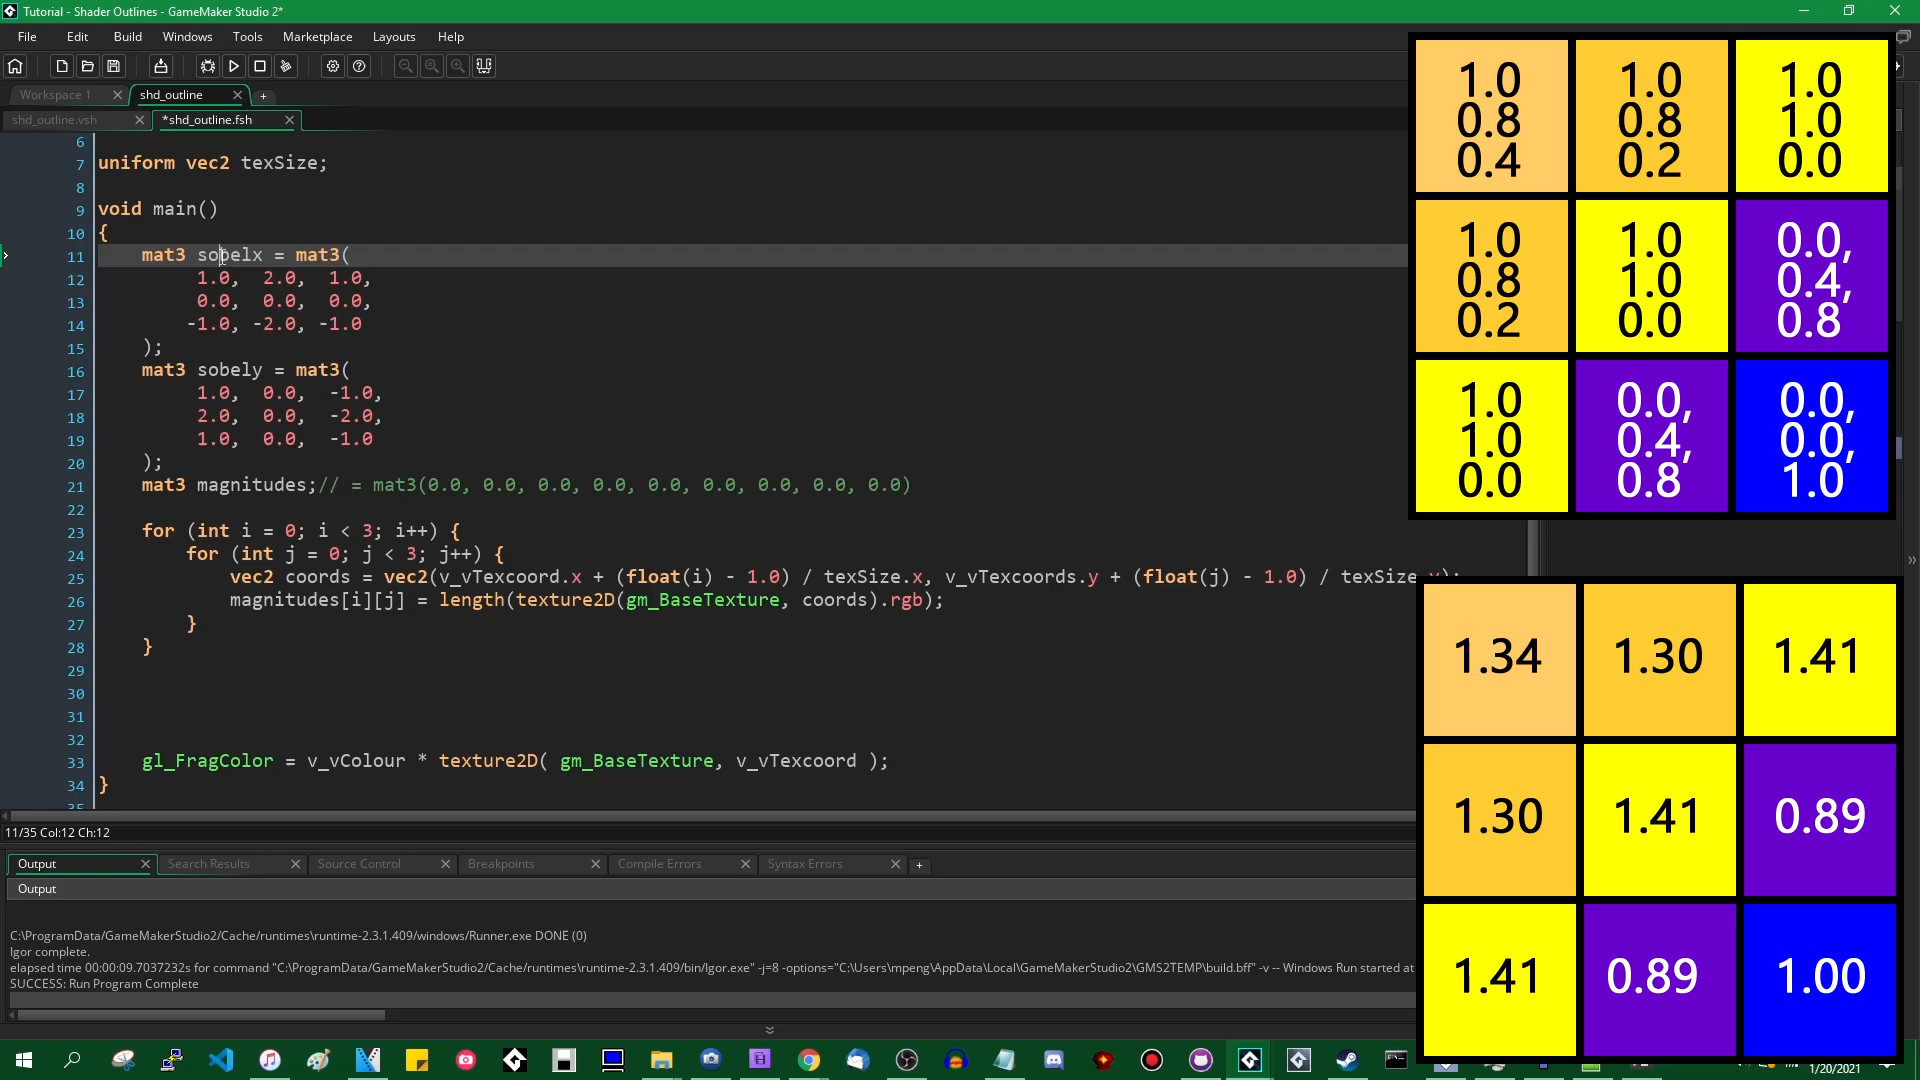 Tutorial - Shader Outlines - GameMaker Studio 2*
File Edit Build Windows Tools Marketplace Layouts Help
Workspace 1 shd_outline +
shd_outline.vsh *shd_outline.fsh
6
7 uniform vec2 texSize;
8
9 void main()
10 {
11 mat3 sobelx = mat3(
12 1.0, 2.0, 1.0,
13 0.0, 0.0, 0.0,
14 -1.0, -2.0, -1.0
15 );
16 mat3 sobely = mat3(
17 1.0, 0.0, -1.0,
18 2.0, 0.0, -2.0,
19 1.0, 0.0, -1.0
20 );
21 mat3 magnitudes;// = mat3(0.0, 0.0, 0.0, 0.0, 0.0, 0.0, 0.0, 0.0, 0.0)
22
23 for (int i = 0; i < 3; i++) {
24 for (int j = 0; j < 3; j++) {
25 vec2 coords = vec2(v_vTexcoord.x + (float(i) - 1.0) / texSize.x, v_vTexcoords.y + (float(j) - 1.0) / texSize.y);
26 magnitudes[i][j] = length(texture2D(gm_BaseTexture, coords).rgb);
27 }
28 }
29
30
31
32
33 gl_FragColor = v_vColour * texture2D( gm_BaseTexture, v_vTexcoord );
34 }
35
11/35 Col:12 Ch:12
Output Search Results Source Control Breakpoints Compile Errors Syntax Errors +
Output
C:\ProgramData/GameMakerStudio2/Cache/runtimes\runtime-2.3.1.409/windows/Runner.exe DONE (0)
Igor complete.
elapsed time 00:00:09.7037232s for command "C:\ProgramData/GameMakerStudio2/Cache/runtimes\runtime-2.3.1.409/bin/Igor.exe" -j=8 -options="C:\Users\mpeng\AppData\Local\GameMakerStudio2\GMS2TEMP\build.bff" -v -- Windows Run started at
SUCCESS: Run Program Complete
1.0 1.0 1.0
0.8 0.8 1.0
0.4 0.2 0.0
1.0 1.0 0.0,
0.8 1.0 0.4,
0.2 0.0 0.8
1.0 0.0, 0.0,
1.0 0.4, 0.0,
0.0 0.8 1.0
1.34 1.30 1.41
1.30 1.41 0.89
1.41 0.89 1.00
1/20/2021